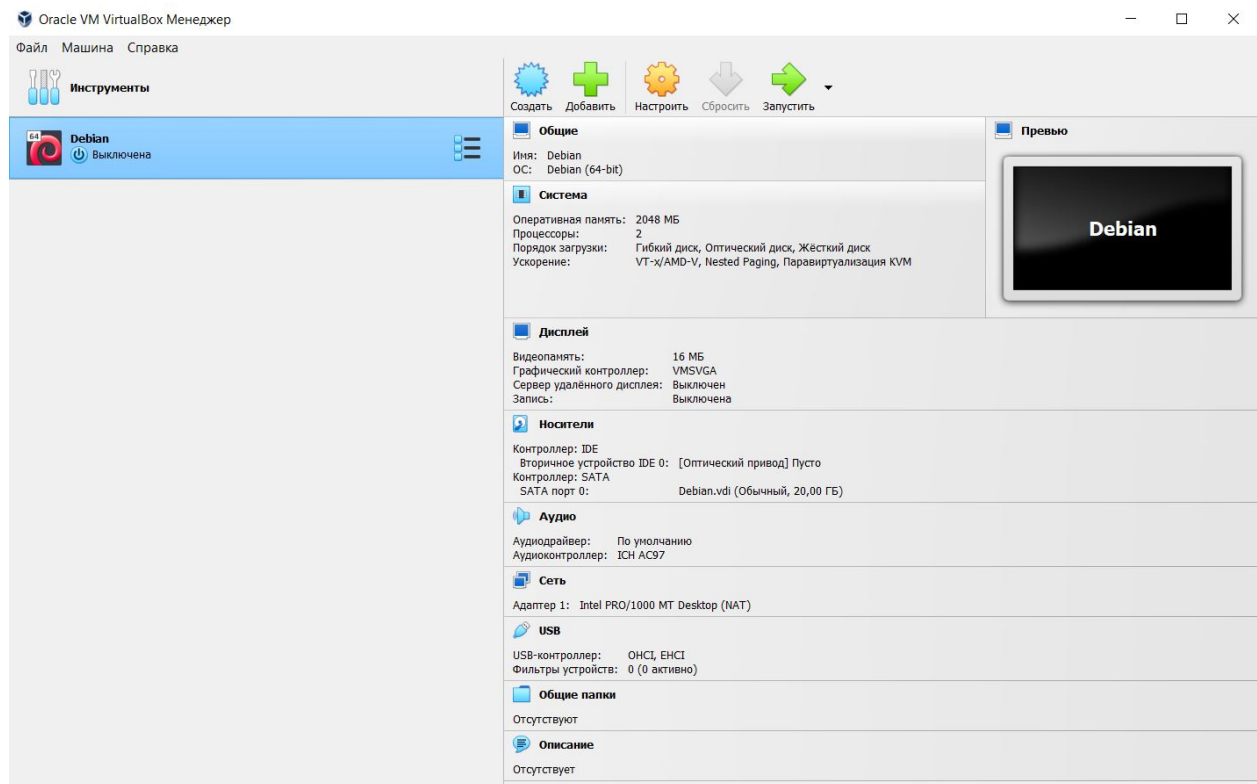 Oracle VM VirtualBox Менеджер
Файл Машина Справка
Инструменты
Создать Добавить Настроить Сбросить Запустить
64
Debian
Выключена
Общие
Имя: Debian
ОС: Debian (64-bit)
Система
Оперативная память: 2048 МБ
Процессоры: 2
Порядок загрузки: Гибкий диск, Оптический диск, Жёсткий диск
Ускорение: VT-x/AMD-V, Nested Paging, Паравиртуализация KVM
Превью
Debian
Дисплей
Видеопамять: 16 МБ
Графический контроллер: VMSVGA
Сервер удалённого дисплея: Выключен
Запись: Выключена
Носители
Контроллер: IDE
Вторичное устройство IDE 0: [Оптический привод] Пусто
Контроллер: SATA
SATA порт 0: Debian.vdi (Обычный, 20,00 ГБ)
Аудио
Аудиодрайвер: По умолчанию
Аудиоконтроллер: ICH AC97
Сеть
Адаптер 1: Intel PRO/1000 MT Desktop (NAT)
USB
USB-контроллер: OHCI, EHCI
Фильтры устройств: 0 (0 активно)
Общие папки
Отсутствуют
Описание
Отсутствует